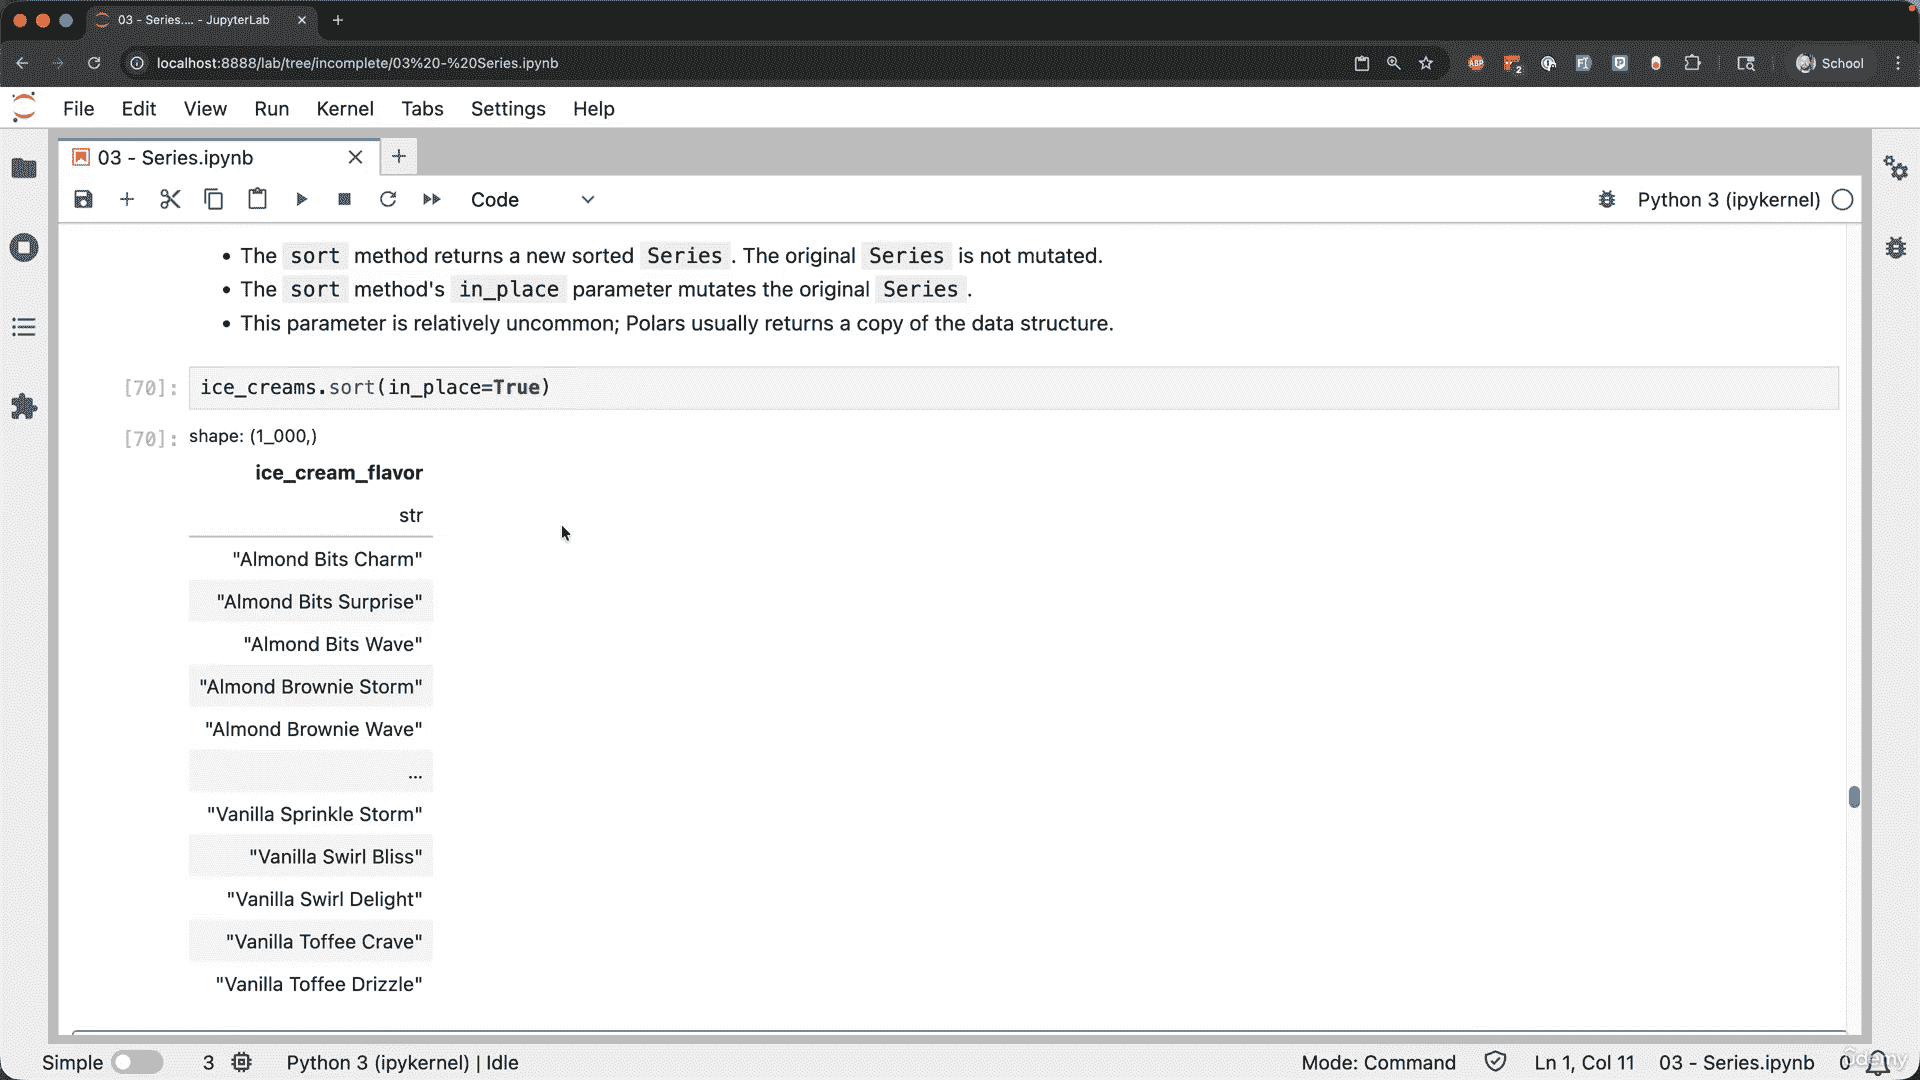 03 - Series.... - JupyterLab
localhost:8888/lab/tree/incomplete/03%20-%20Series.ipynb
ABP
2
School
File Edit View Run Kernel Tabs Settings Help
03 - Series.ipynb
Code
Python 3 (ipykernel)
• The sort method returns a new sorted Series. The original Series is not mutated.
• The sort method's in_place parameter mutates the original Series.
• This parameter is relatively uncommon; Polars usually returns a copy of the data structure.
[70]: ice_creams.sort(in_place=True)
[70]: shape: (1_000,)
ice_cream_flavor
str
"Almond Bits Charm"
"Almond Bits Surprise"
"Almond Bits Wave"
"Almond Brownie Storm"
"Almond Brownie Wave"
...
"Vanilla Sprinkle Storm"
"Vanilla Swirl Bliss"
"Vanilla Swirl Delight"
"Vanilla Toffee Crave"
"Vanilla Toffee Drizzle"
Simple 3 Python 3 (ipykernel) | Idle Mode: Command Ln 1, Col 11 03 - Series.ipynb 0
Udemy